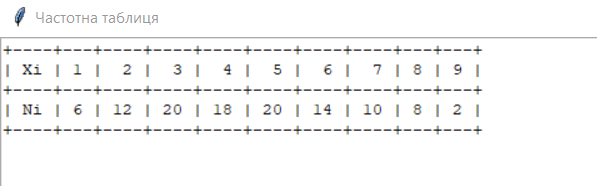 Частотна таблиця
+----+---+----+----+----+----+----+----+---+---+
| Xi | 1 |  2 |  3 |  4 |  5 |  6 |  7 | 8 | 9 |
+----+---+----+----+----+----+----+----+---+---+
| Ni | 6 | 12 | 20 | 18 | 20 | 14 | 10 | 8 | 2 |
+----+---+----+----+----+----+----+----+---+---+